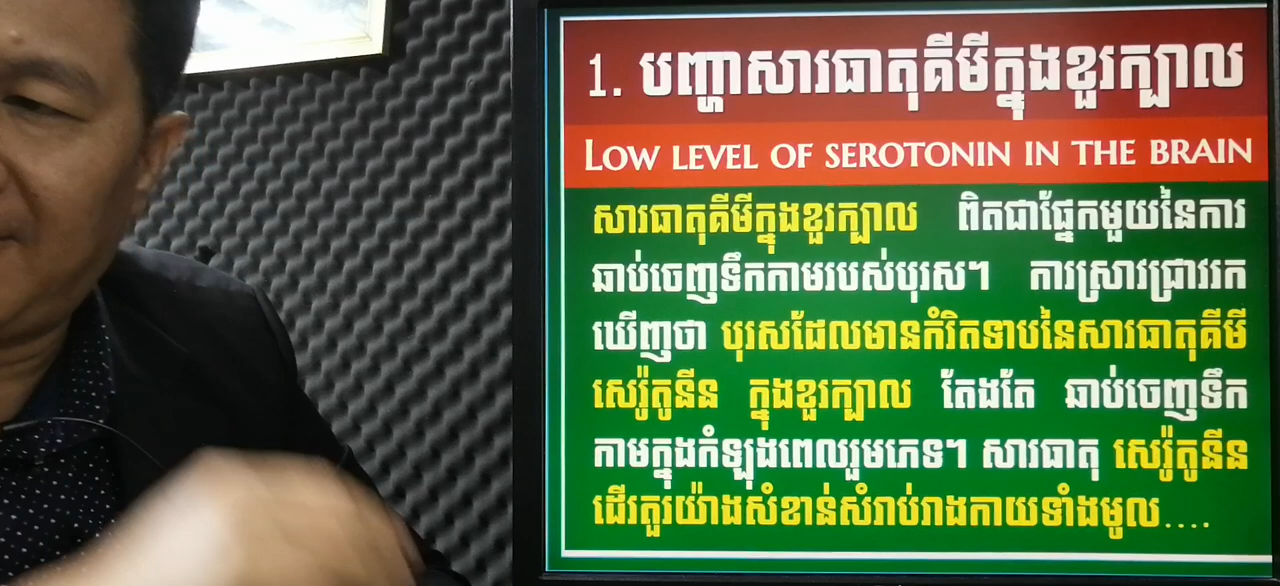 1. បញ្ហាសារធាតុគីមីក្នុងខួរក្បាល
LOW LEVEL OF SEROTONIN IN THE BRAIN
សារធាតុគីមីក្នុងខួរក្បាល ពិតជាផ្នែកមួយនៃការ
ឆាប់ចេញទឹកកាមរបស់បុរស។ ការស្រាវជ្រាវរក
ឃើញថា បុរសដែលមានកំរិតទាបនៃសារធាតុគីមី
សេរ៉ូតូនីន ក្នុងខួរក្បាល តែងតែ ឆាប់ចេញទឹក
កាមក្នុងកំឡុងពេលរួមភេទ។ សារធាតុ សេរ៉ូតូនីន
ដើរតួរយ៉ាងសំខាន់សំរាប់រាងកាយទាំងមូល....